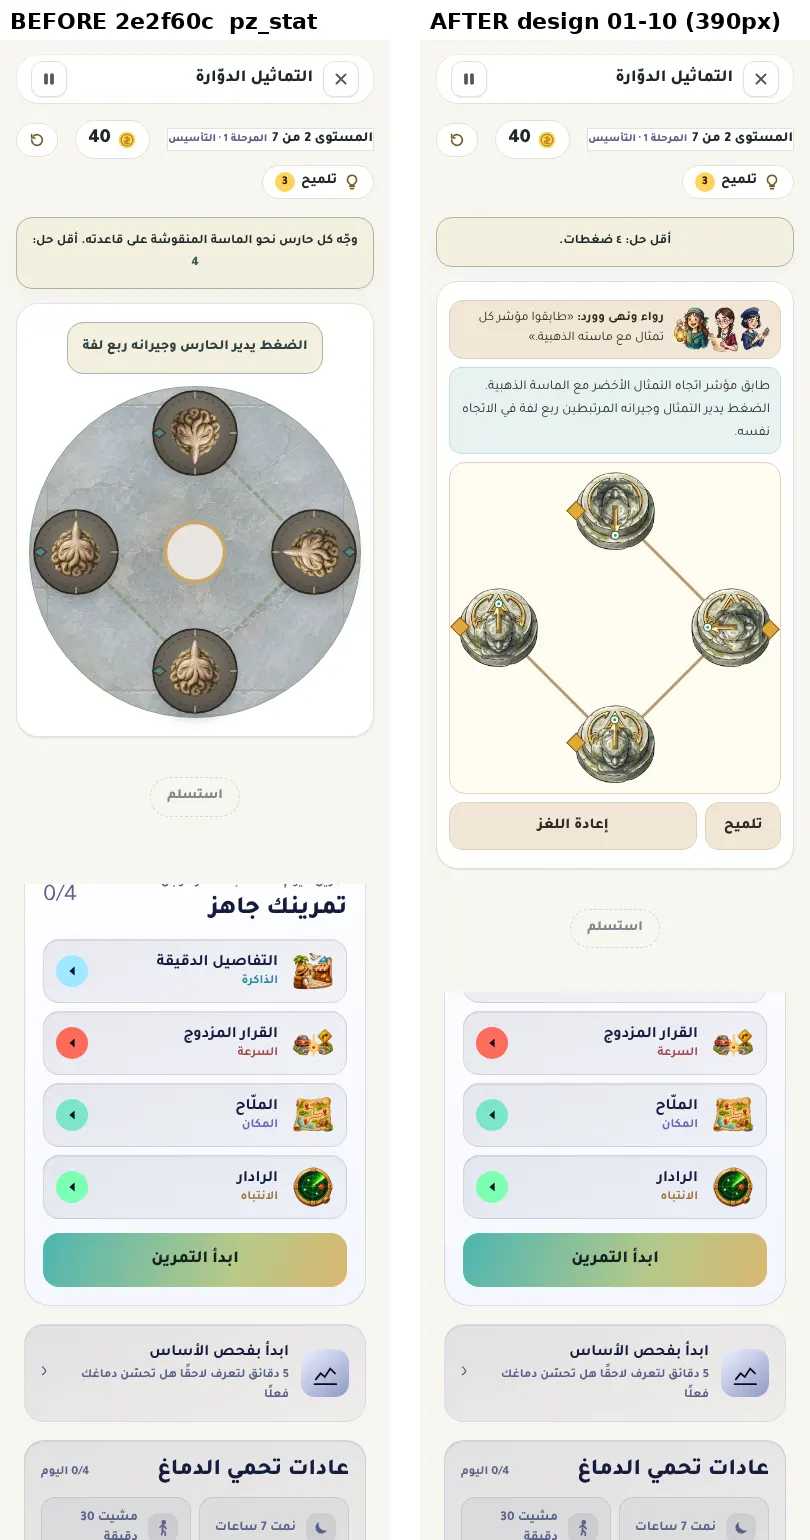 BEFORE 2e2f60c pz_stat
التماثيل الدوّارة
المستوى 2 من 7 المرحلة 1 · التأسيس
40
تلميح 3
وجّه كل حارس نحو الماسة المنقوشة على قاعدته. أقل حل:
4
الضغط يدير الحارس وجيرانه ربع لفة
استسلم
0/4
تمرينك جاهز
التفاصيل الدقيقة
الذاكرة
القرار المزدوج
السرعة
الملّاح
المكان
الرادار
الانتباه
ابدأ التمرين
ابدأ بفحص الأساس
5 دقائق لتعرف لاحقًا هل تحسّن دماغك
فعلًا
عادات تحمي الدماغ
0/4 اليوم
نمت 7 ساعات
مشيت 30
دقيقة
AFTER design 01-10 (390px)
التماثيل الدوّارة
المستوى 2 من 7 المرحلة 1 · التأسيس
40
تلميح 3
أقل حل: ٤ ضغطات.
رواء ونهى وورد: «طابقوا مؤشر كل
تمثال مع ماسته الذهبية.»
طابق مؤشر اتجاه التمثال الأخضر مع الماسة الذهبية.
الضغط يدير التمثال وجيرانه المرتبطين ربع لفة في الاتجاه
نفسه.
تلميح
إعادة اللغز
استسلم
القرار المزدوج
السرعة
الملّاح
المكان
الرادار
الانتباه
ابدأ التمرين
ابدأ بفحص الأساس
5 دقائق لتعرف لاحقًا هل تحسّن دماغك
فعلًا
عادات تحمي الدماغ
0/4 اليوم
نمت 7 ساعات
مشيت 30
دقيقة